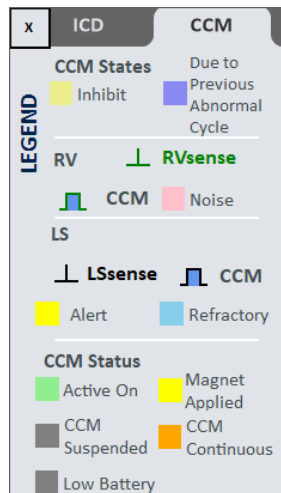 X ICD CCM
LEGEND
CCM States
Inhibit
Due to
Previous
Abnormal
Cycle
RV RVsense
CCM Noise
LS
LSsense CCM
Alert Refractory
CCM Status
Active On
Magnet
Applied
CCM
Suspended
CCM
Continuous
Low Battery